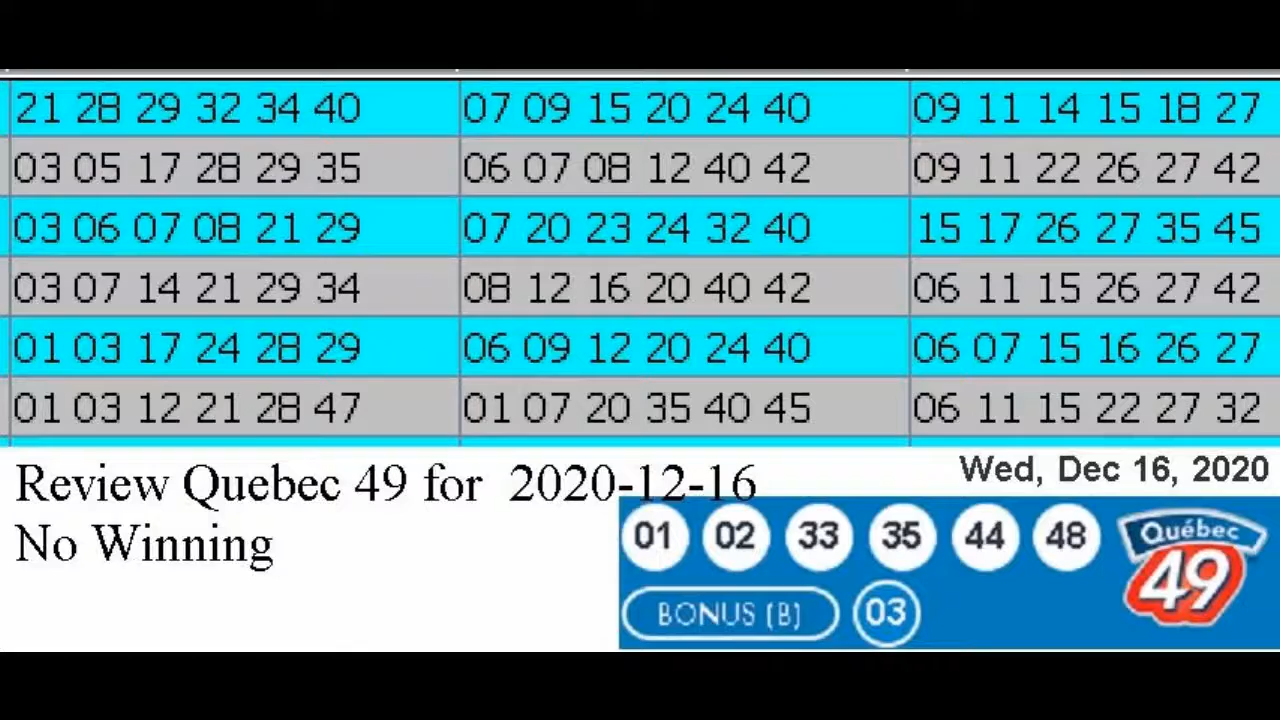 21 28 29 32 34 40 07 09 15 20 24 40 09 11 14 15 18 27
03 05 17 28 29 35 06 07 08 12 40 42 09 11 22 26 27 42
03 06 07 08 21 29 07 20 23 24 32 40 15 17 26 27 35 45
03 07 14 21 29 34 08 12 16 20 40 42 06 11 15 26 27 42
01 03 17 24 28 29 06 09 12 20 24 40 06 07 15 16 26 27
01 03 12 21 28 47 01 07 20 35 40 45 06 11 15 22 27 32
Review Quebec 49 for 2020-12-16
No Winning
Wed, Dec 16, 2020
01 02 33 35 44 48
BONUS (B) 03
Québec
49